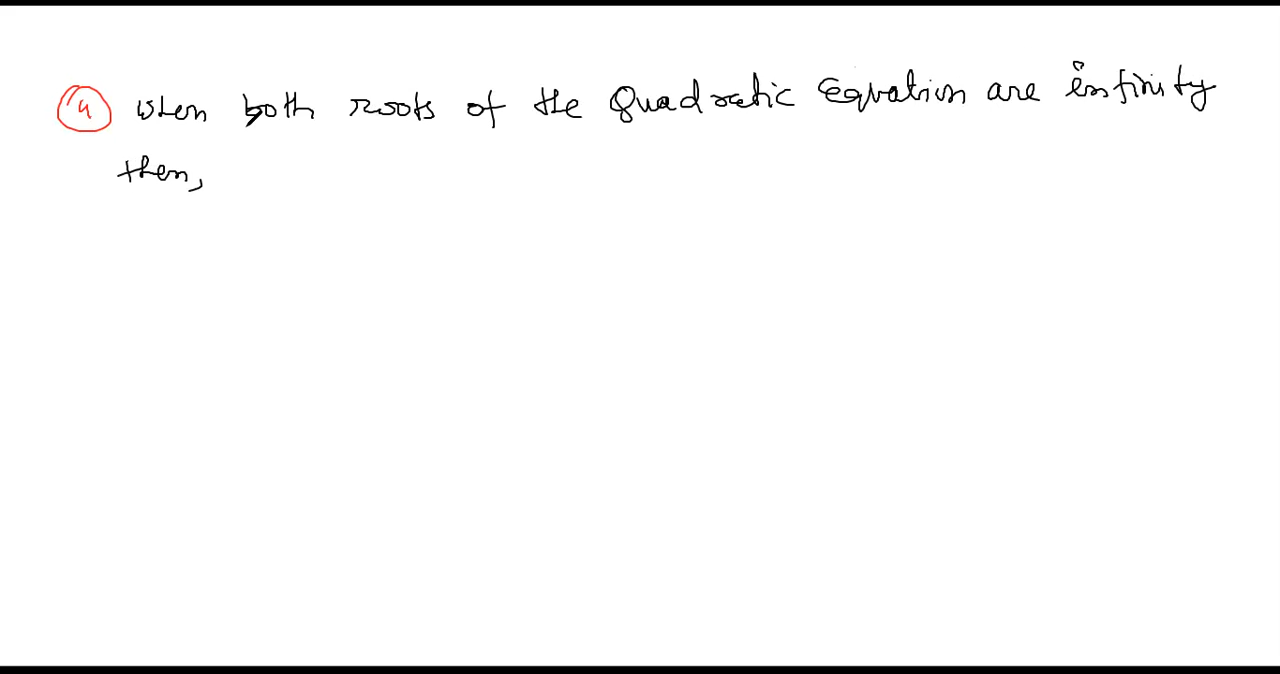 4 when both roots of the Quadratic Equation are infinity
then,